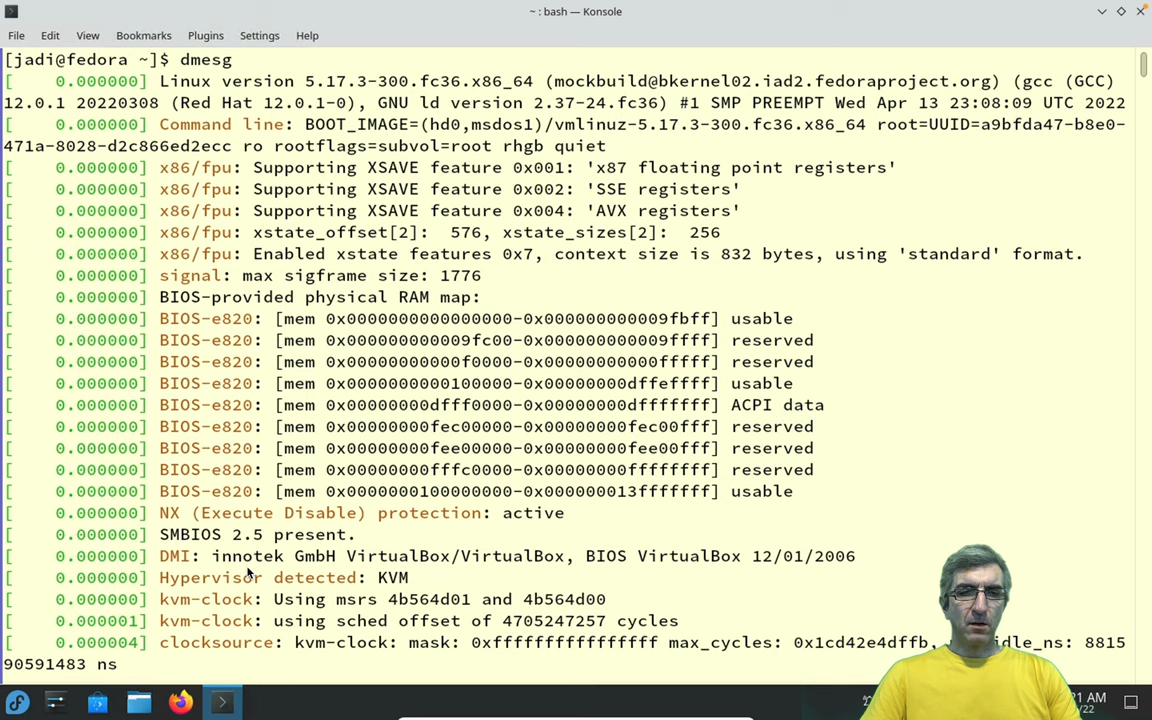 ~ : bash — Konsole
File Edit View Bookmarks Plugins Settings Help
[jadi@fedora ~]$ dmesg
[    0.000000] Linux version 5.17.3-300.fc36.x86_64 (mockbuild@bkernel02.iad2.fedoraproject.org) (gcc (GCC)
12.0.1 20220308 (Red Hat 12.0.1-0), GNU ld version 2.37-24.fc36) #1 SMP PREEMPT Wed Apr 13 23:08:09 UTC 2022
[    0.000000] Command line: BOOT_IMAGE=(hd0,msdos1)/vmlinuz-5.17.3-300.fc36.x86_64 root=UUID=a9bfda47-b8e0-
471a-8028-d2c866ed2ecc ro rootflags=subvol=root rhgb quiet
[    0.000000] x86/fpu: Supporting XSAVE feature 0x001: 'x87 floating point registers'
[    0.000000] x86/fpu: Supporting XSAVE feature 0x002: 'SSE registers'
[    0.000000] x86/fpu: Supporting XSAVE feature 0x004: 'AVX registers'
[    0.000000] x86/fpu: xstate_offset[2]:  576, xstate_sizes[2]:  256
[    0.000000] x86/fpu: Enabled xstate features 0x7, context size is 832 bytes, using 'standard' format.
[    0.000000] signal: max sigframe size: 1776
[    0.000000] BIOS-provided physical RAM map:
[    0.000000] BIOS-e820: [mem 0x0000000000000000-0x000000000009fbff] usable
[    0.000000] BIOS-e820: [mem 0x000000000009fc00-0x000000000009ffff] reserved
[    0.000000] BIOS-e820: [mem 0x00000000000f0000-0x00000000000fffff] reserved
[    0.000000] BIOS-e820: [mem 0x0000000000100000-0x00000000dffeffff] usable
[    0.000000] BIOS-e820: [mem 0x00000000dfff0000-0x00000000dfffffff] ACPI data
[    0.000000] BIOS-e820: [mem 0x00000000fec00000-0x00000000fec00fff] reserved
[    0.000000] BIOS-e820: [mem 0x00000000fee00000-0x00000000fee00fff] reserved
[    0.000000] BIOS-e820: [mem 0x00000000fffc0000-0x00000000ffffffff] reserved
[    0.000000] BIOS-e820: [mem 0x0000000100000000-0x000000013fffffff] usable
[    0.000000] NX (Execute Disable) protection: active
[    0.000000] SMBIOS 2.5 present.
[    0.000000] DMI: innotek GmbH VirtualBox/VirtualBox, BIOS VirtualBox 12/01/2006
[    0.000000] Hypervisor detected: KVM
[    0.000000] kvm-clock: Using msrs 4b564d01 and 4b564d00
[    0.000001] kvm-clock: using sched offset of 4705247257 cycles
[    0.000004] clocksource: kvm-clock: mask: 0xffffffffffffffff max_cycles: 0x1cd42e4dffb, dle_ns: 8815
90591483 ns
AM